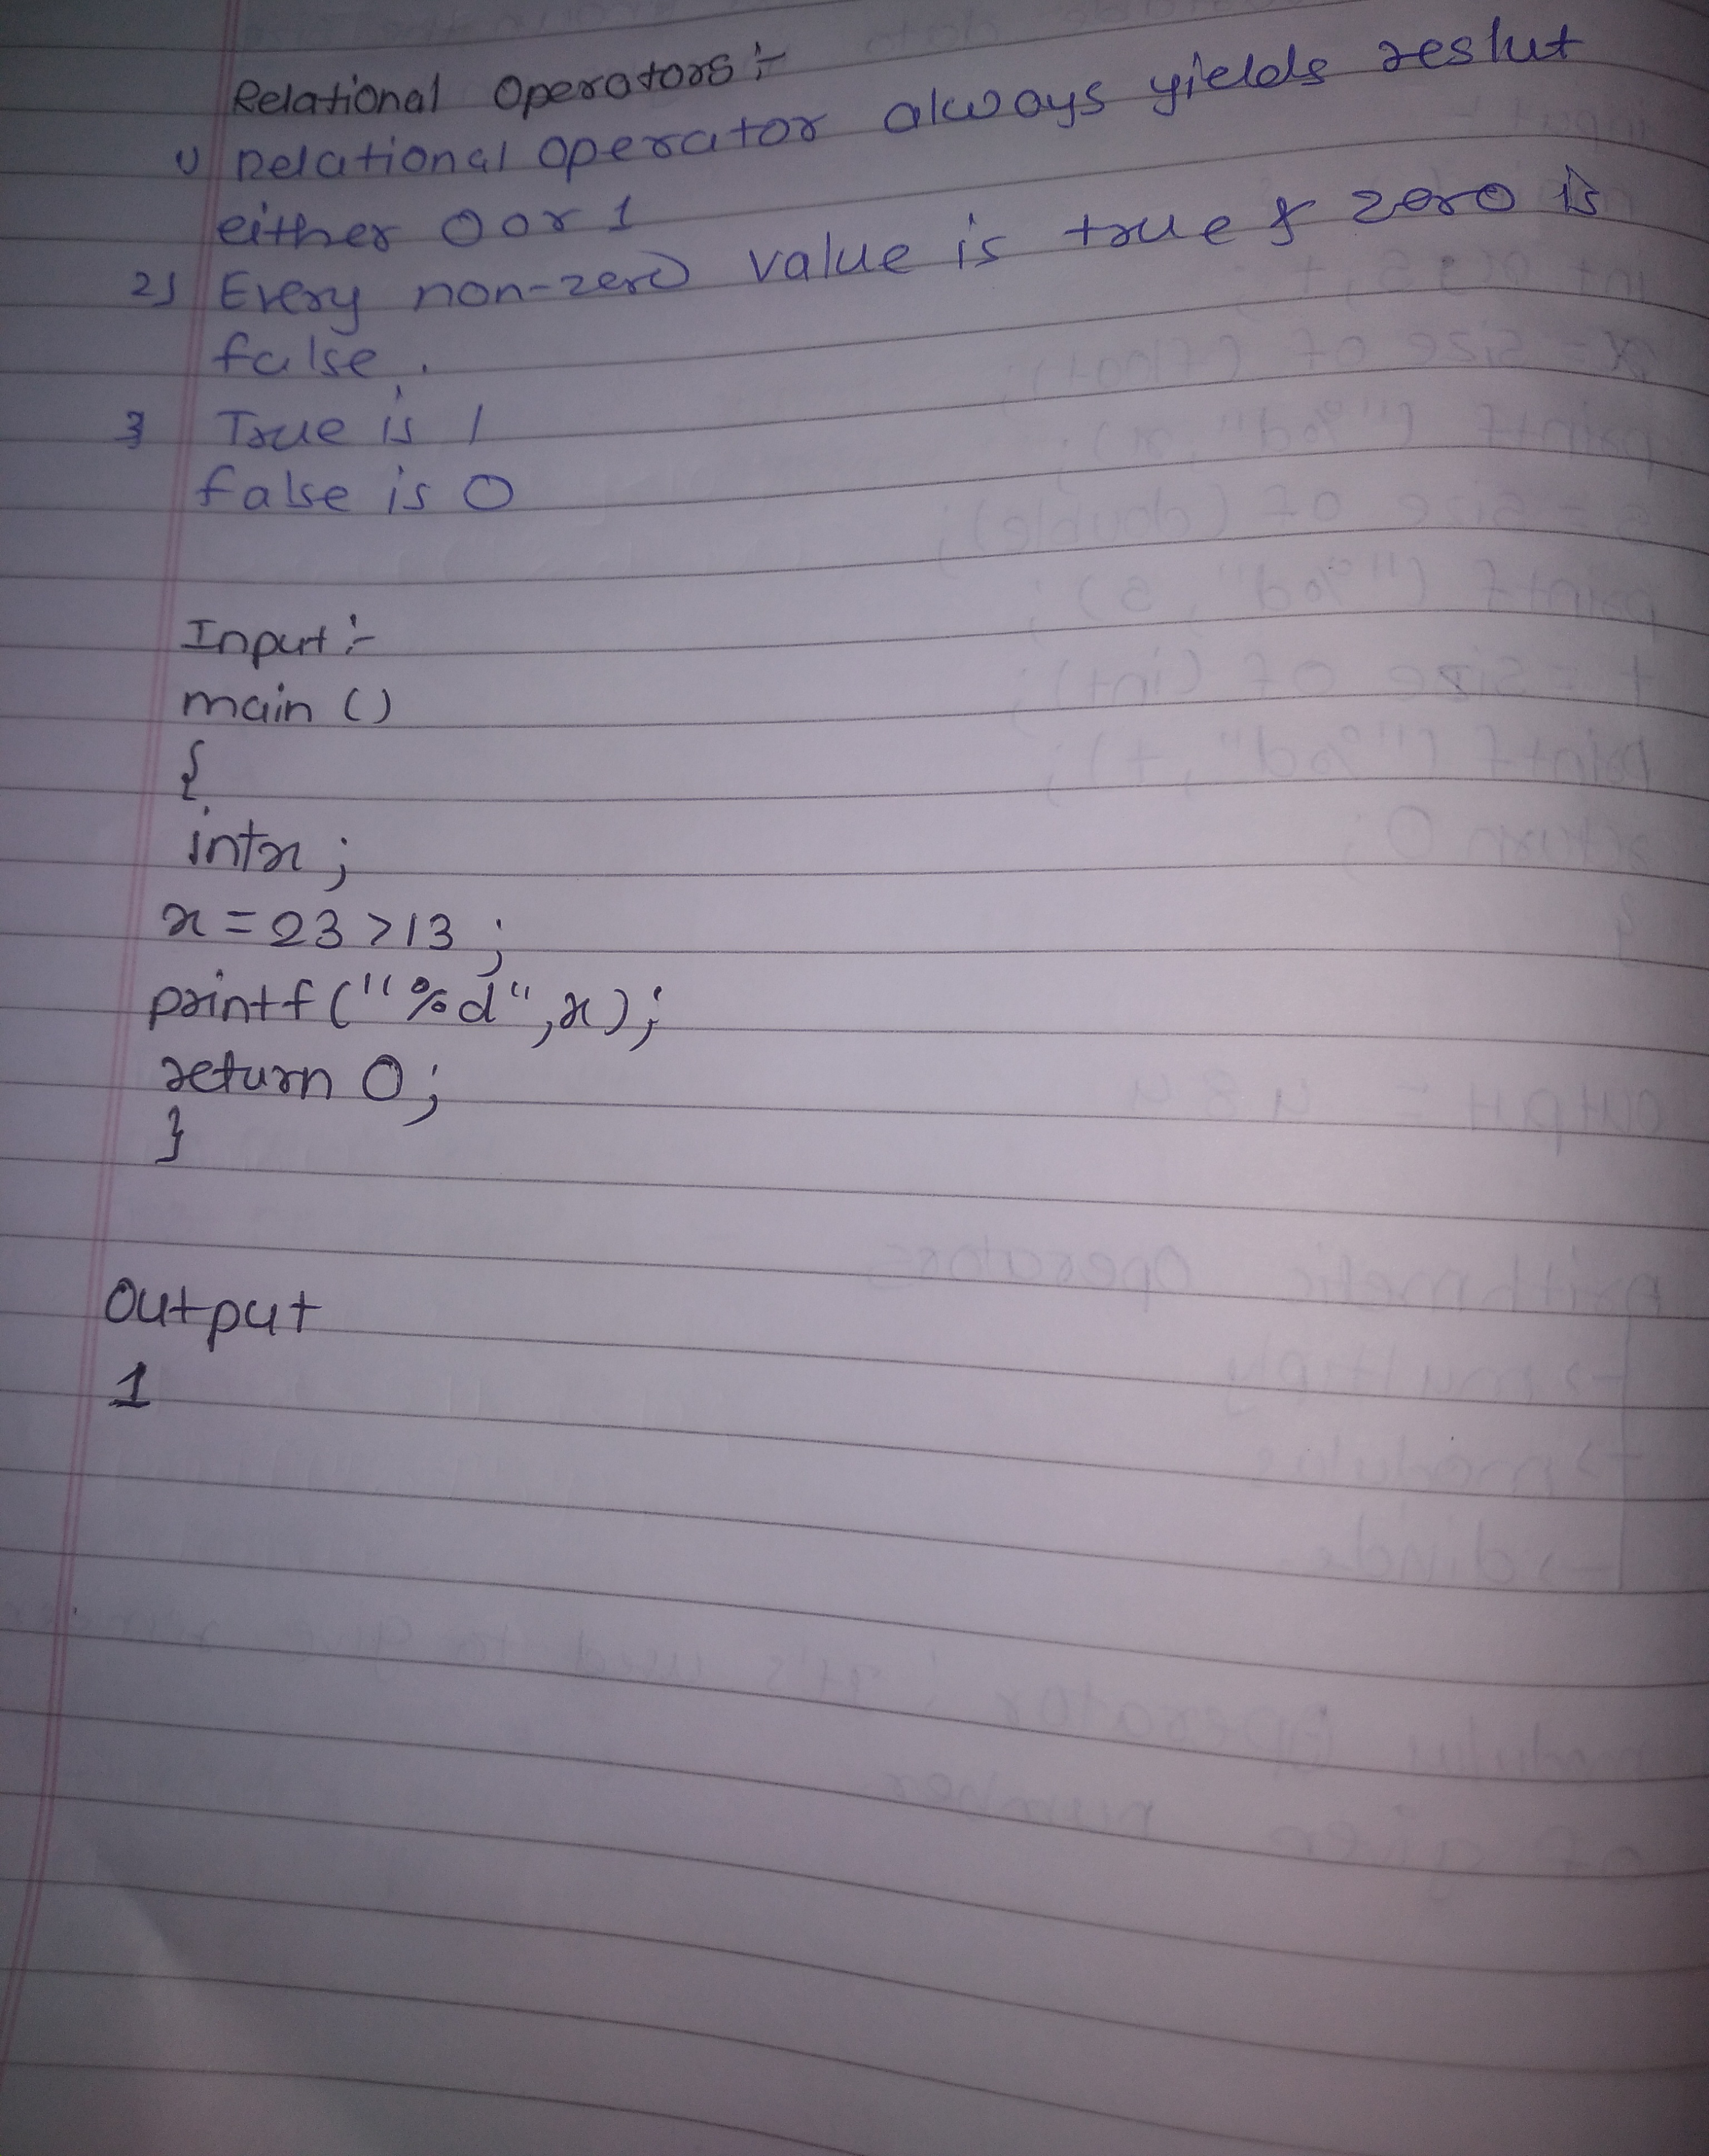 Relational Operators :-
1) Relational operator always yields reslut
either 0 or 1
2) Every non-zero value is true & zero is
false.
3 True is 1
false is 0
Input :-
main ()
{
int x ;
x = 23 > 13 ;
printf ("%d", x) ;
return 0 ;
}
Output
1